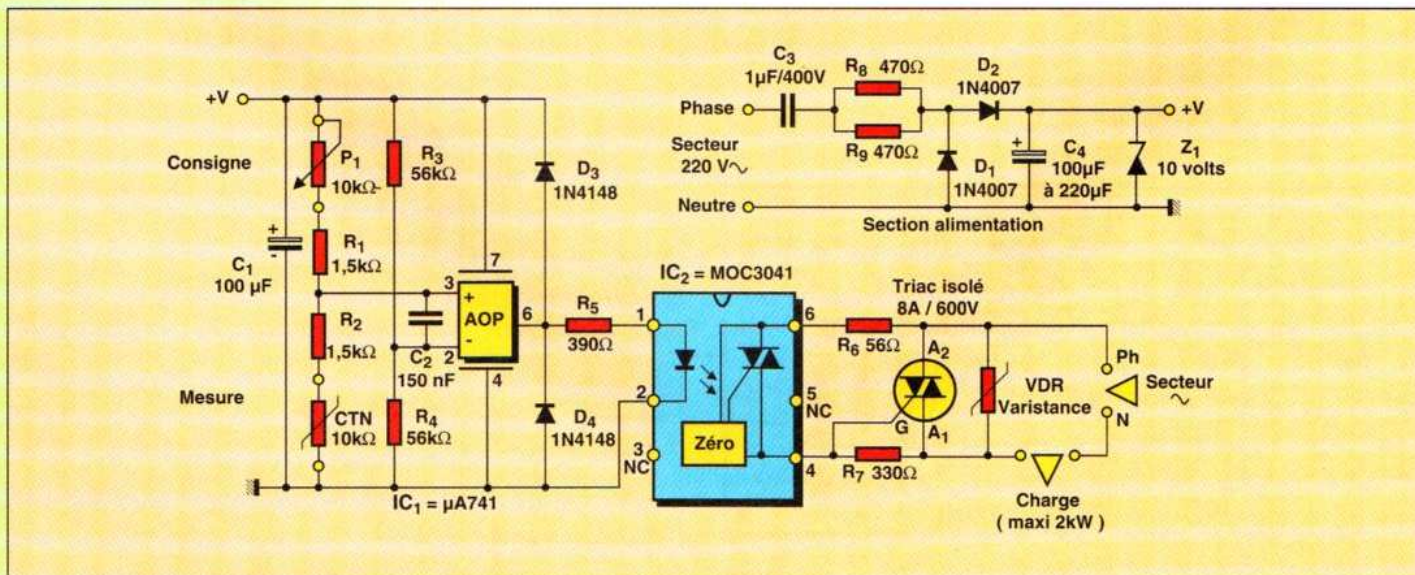 C3
1µF/400V
R8 470Ω
D2
1N4007
+V
Phase
+V
Secteur
220 V~
R9 470Ω
D1
1N4007
+
C4
100µF
à 220µF
Z1
10 volts
Neutre
Section alimentation
Consigne
P1
10kΩ
R3
56kΩ
D3
1N4148
+
-
C1
100 µF
R1
1,5kΩ
R2
1,5kΩ
3
+
7
AOP
6
-
2
4
C2
150 nF
R5
390Ω
IC2 = MOC3041
1
6
2
5
NC
3
NC
4
Zéro
Triac isolé
8A / 600V
R6 56Ω
A2
G
A1
R7 330Ω
VDR
Varistance
Ph
Secteur
~
N
Mesure
CTN
10kΩ
R4
56kΩ
D4
1N4148
IC1 = µA741
Charge
( maxi 2kW )